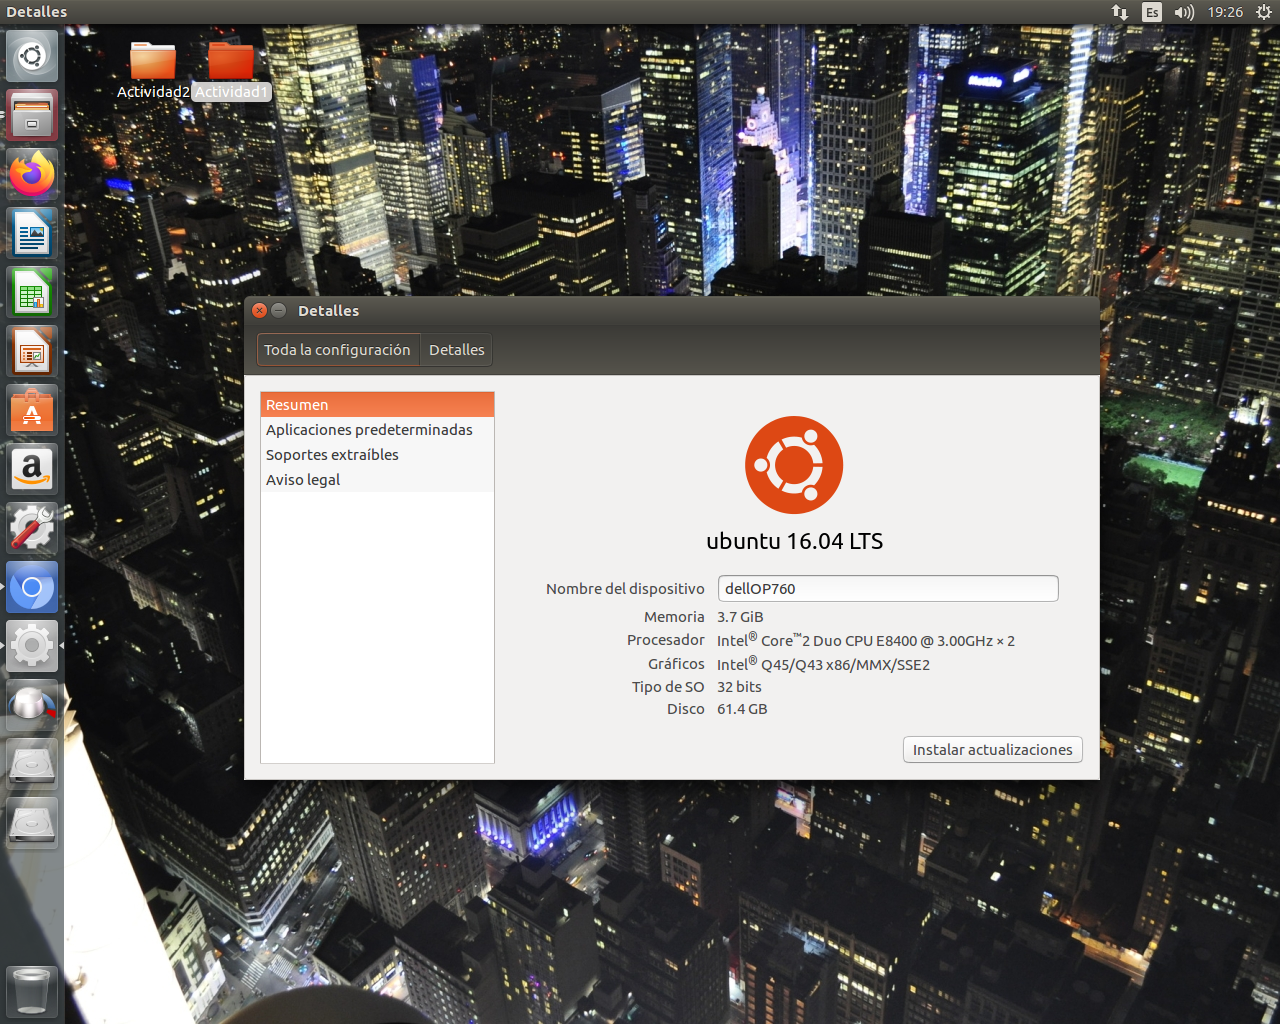 Detalles
Es
19:26
Actividad2
Actividad1
Detalles
Toda la configuración
Detalles
Resumen
Aplicaciones predeterminadas
Soportes extraíbles
Aviso legal
ubuntu 16.04 LTS
Nombre del dispositivo dellOP760
Memoria 3.7 GiB
Procesador Intel® Core™2 Duo CPU E8400 @ 3.00GHz × 2
Gráficos Intel® Q45/Q43 x86/MMX/SSE2
Tipo de SO 32 bits
Disco 61.4 GB
Instalar actualizaciones